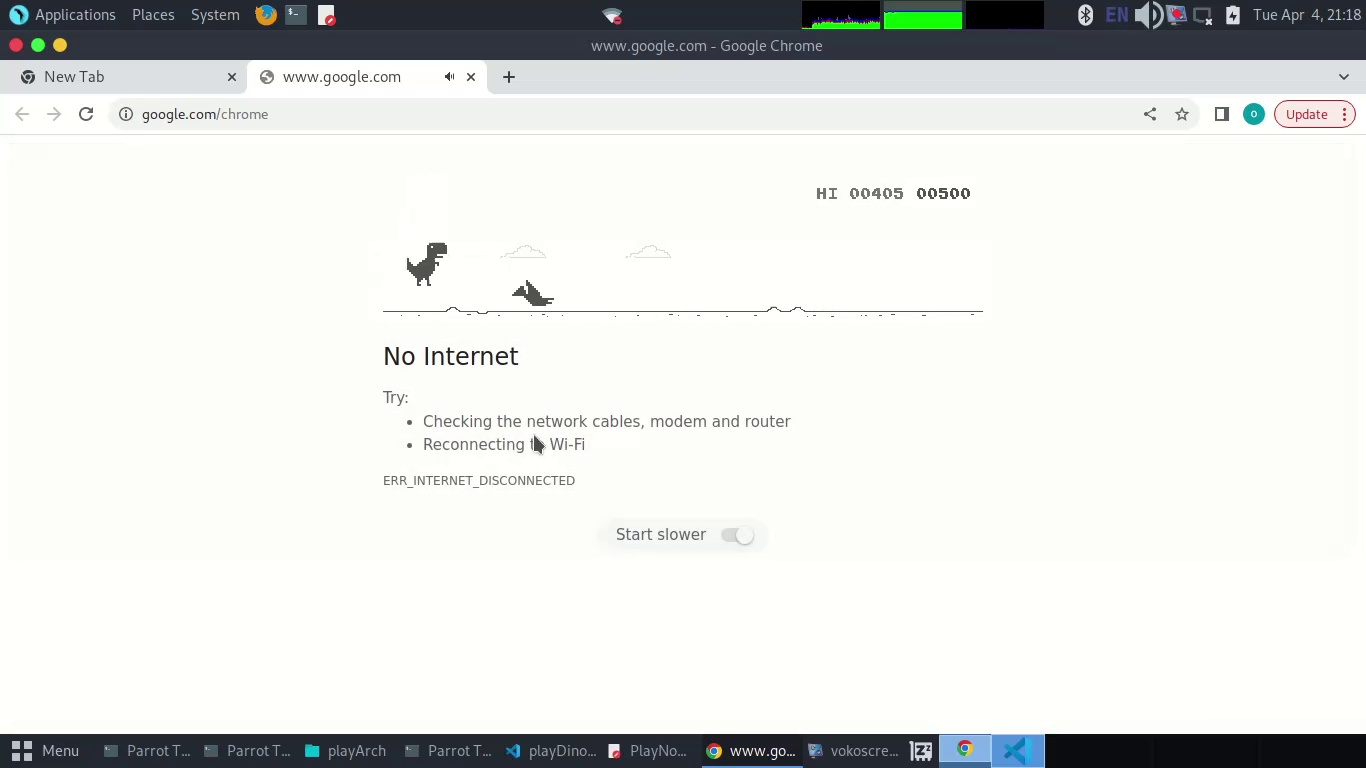 Applications Places System EN Tue Apr 4, 21:18
www.google.com - Google Chrome
New Tab www.google.com
google.com/chrome O Update
HI 00405 00500
No Internet
Try:
• Checking the network cables, modem and router
• Reconnecting Wi-Fi
ERR_INTERNET_DISCONNECTED
Start slower
Menu Parrot T... Parrot T... playArch Parrot T... playDino... PlayNo... www.go... vokoscre...